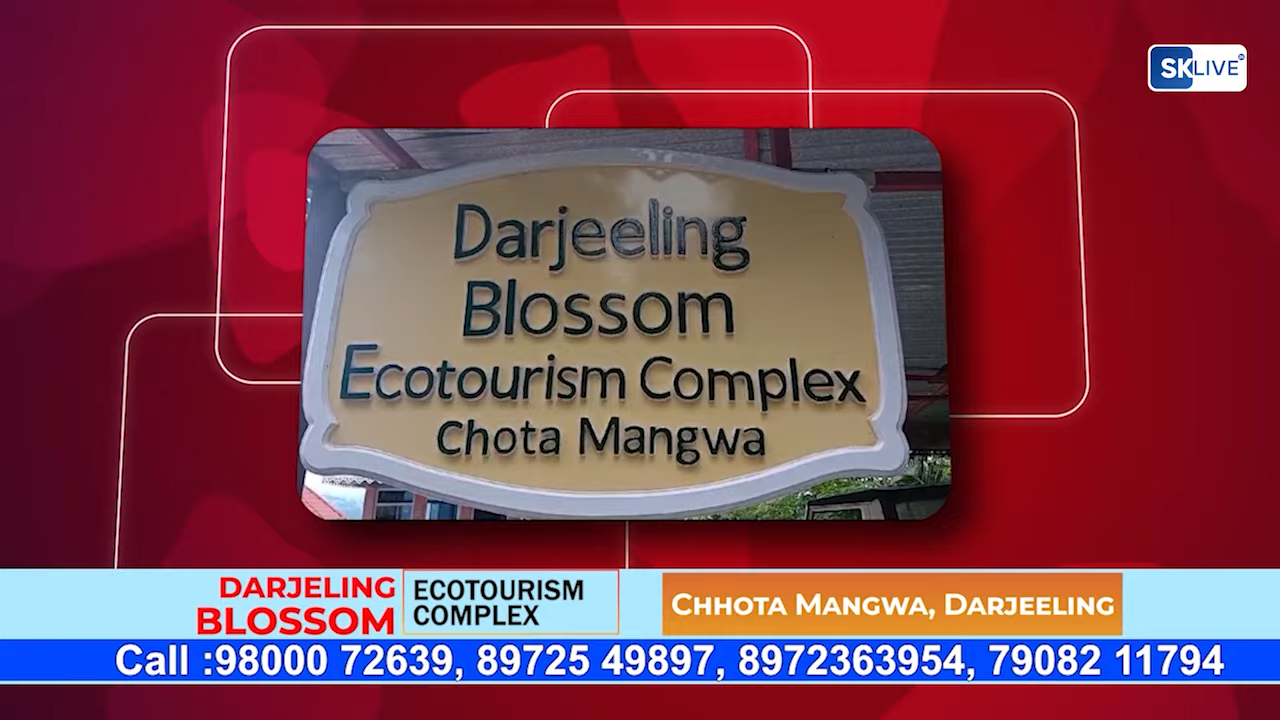 SKLIVE
Darjeeling
Blossom
Ecotourism Complex
Chota Mangwa
DARJELING
BLOSSOM
ECOTOURISM
COMPLEX
CHHOTA MANGWA, DARJEELING
Call :98000 72639, 89725 49897, 8972363954, 79082 11794